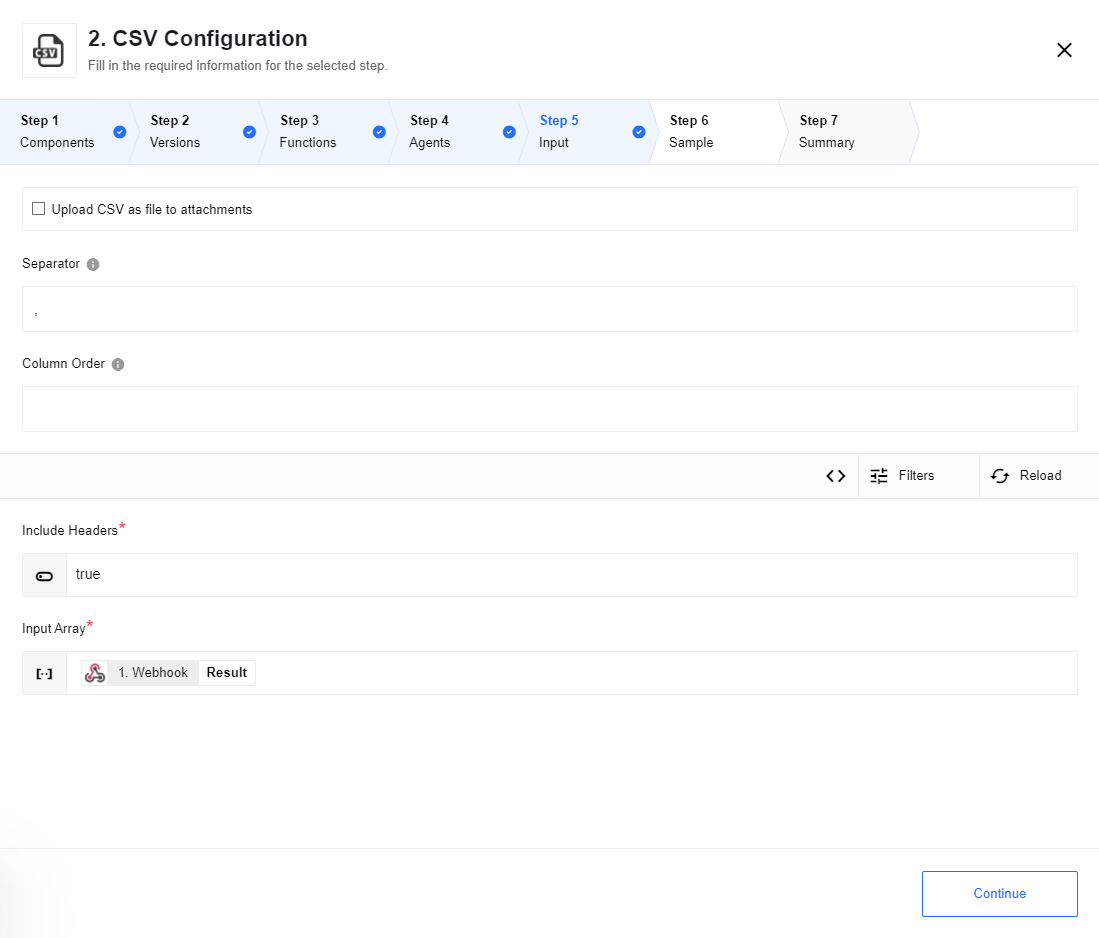 CSV
2. CSV Configuration
Fill in the required information for the selected step.
Step 1
Components
Step 2
Versions
Step 3
Functions
Step 4
Agents
Step 5
Input
Step 6
Sample
Step 7
Summary
Upload CSV as file to attachments
Separator
,
Column Order
Filters
Reload
Include Headers*
true
Input Array*
1. Webhook Result
Continue